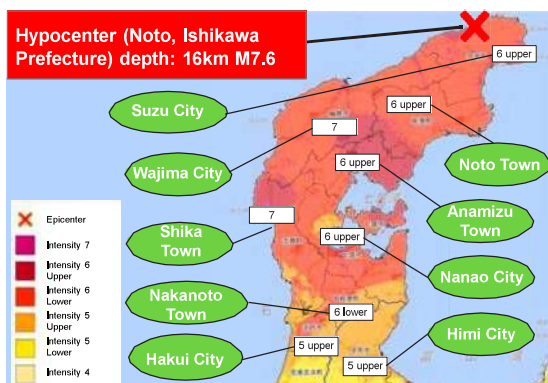 Hypocenter (Noto, Ishikawa
Prefecture) depth: 16km M7.6
6 upper
Suzu City
6 upper
7
Wajima City
6 upper
Noto Town
Anamizu
Town
7
Shika
Town
6 upper
Nanao City
Nakanoto
Town
6 lower
Himi City
Hakui City
5 upper
5 upper
Epicenter
Intensity 7
Intensity 6
Upper
Intensity 6
Lower
Intensity 5
Upper
Intensity 5
Lower
Intensity 4